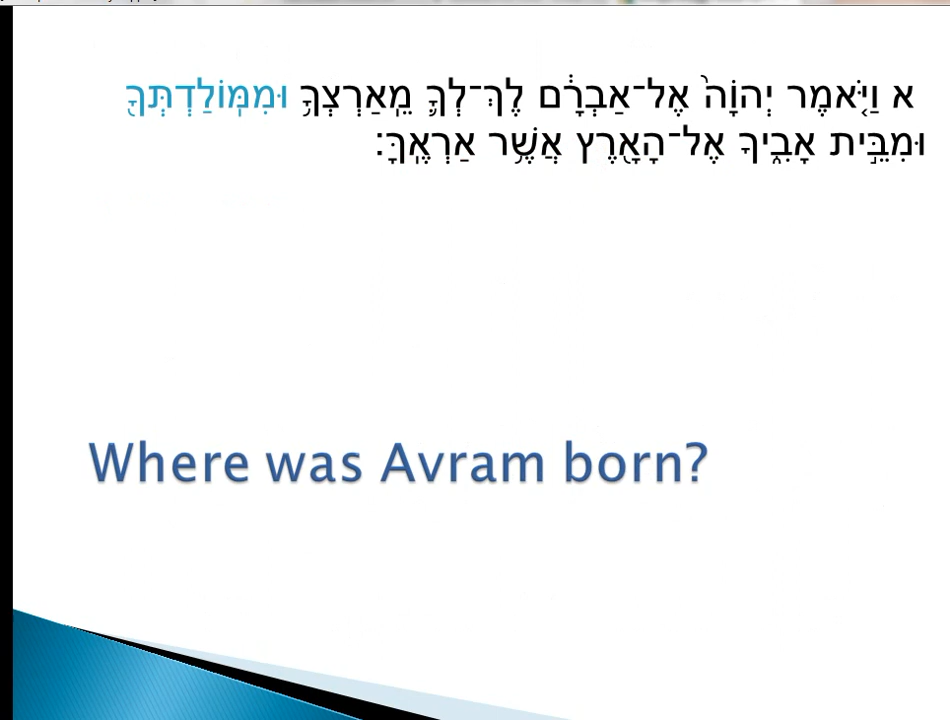 א וַיֹּ֤אמֶר יְהוָֹה֙ אֶל־אַבְרָ֔ם לֶךְ־לְךָ֛ מֵֽאַרְצְךָ֥ וּמִמּֽוֹלַדְתְּךָ֖
וּמִבֵּ֣ית אָבִ֑יךָ אֶל־הָאָ֖רֶץ אֲשֶׁ֥ר אַרְאֶֽךָּ׃
Where was Avram born?